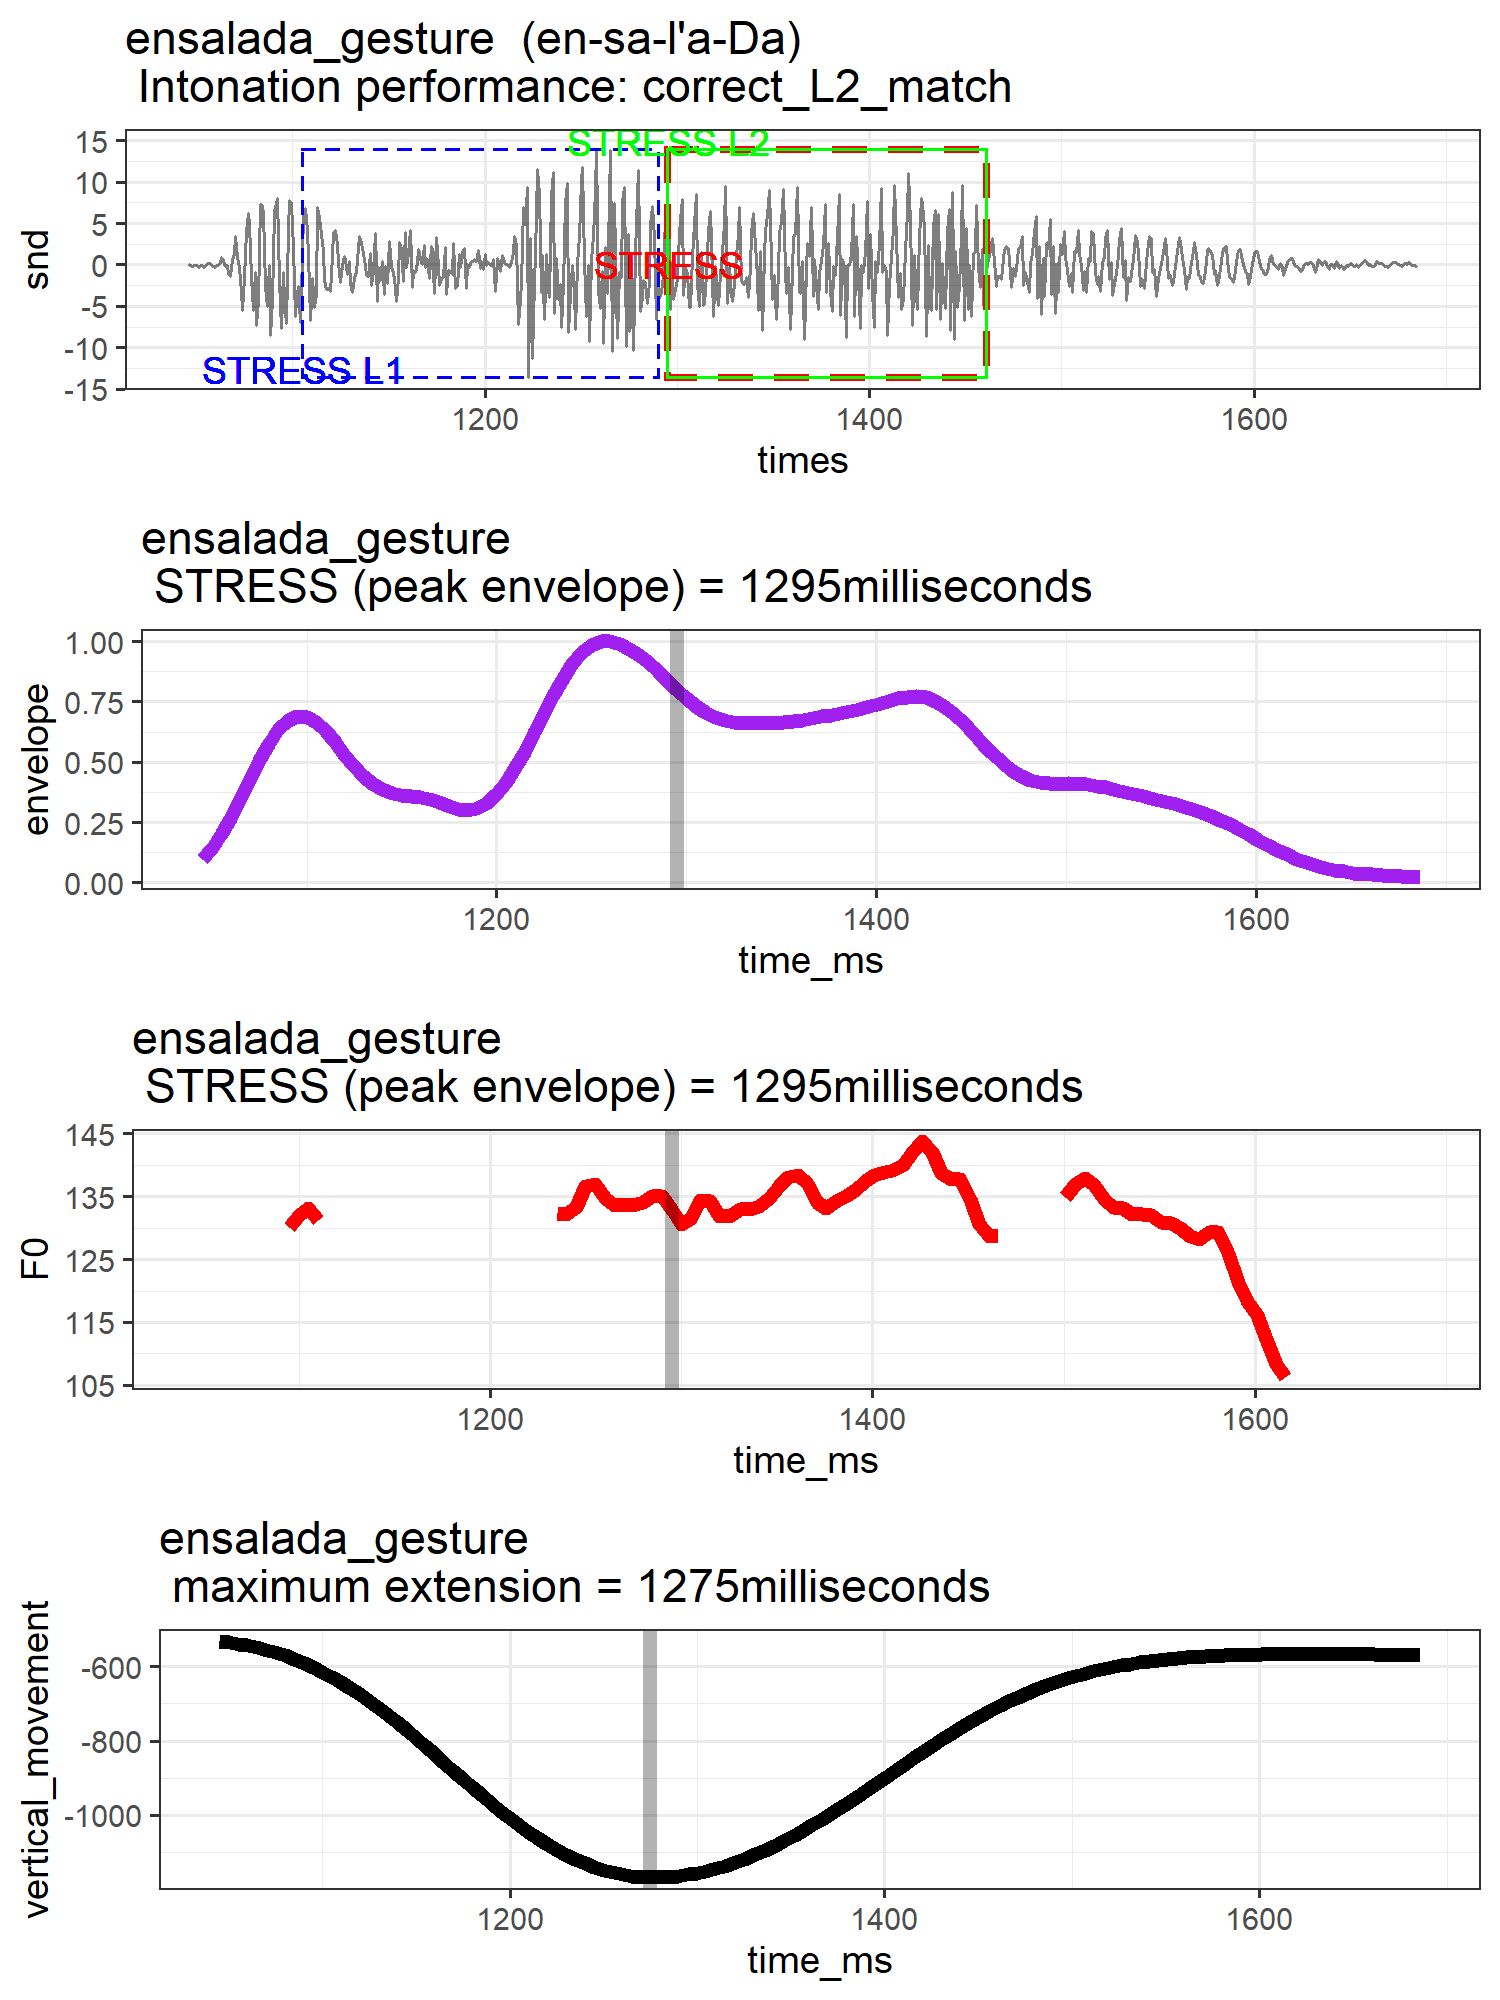 ensalada_gesture  (en-sa-l'a-Da)
Intonation performance: correct_L2_match
STRESS L2
STRESS
STRESS L1
snd
15
10
5
0
-5
-10
-15
1200 1400 1600
times
ensalada_gesture
STRESS (peak envelope) = 1295milliseconds
envelope
1.00
0.75
0.50
0.25
0.00
1200 1400 1600
time_ms
ensalada_gesture
STRESS (peak envelope) = 1295milliseconds
F0
145
135
125
115
105
1200 1400 1600
time_ms
ensalada_gesture
maximum extension = 1275milliseconds
vertical_movement
-600
-800
-1000
1200 1400 1600
time_ms